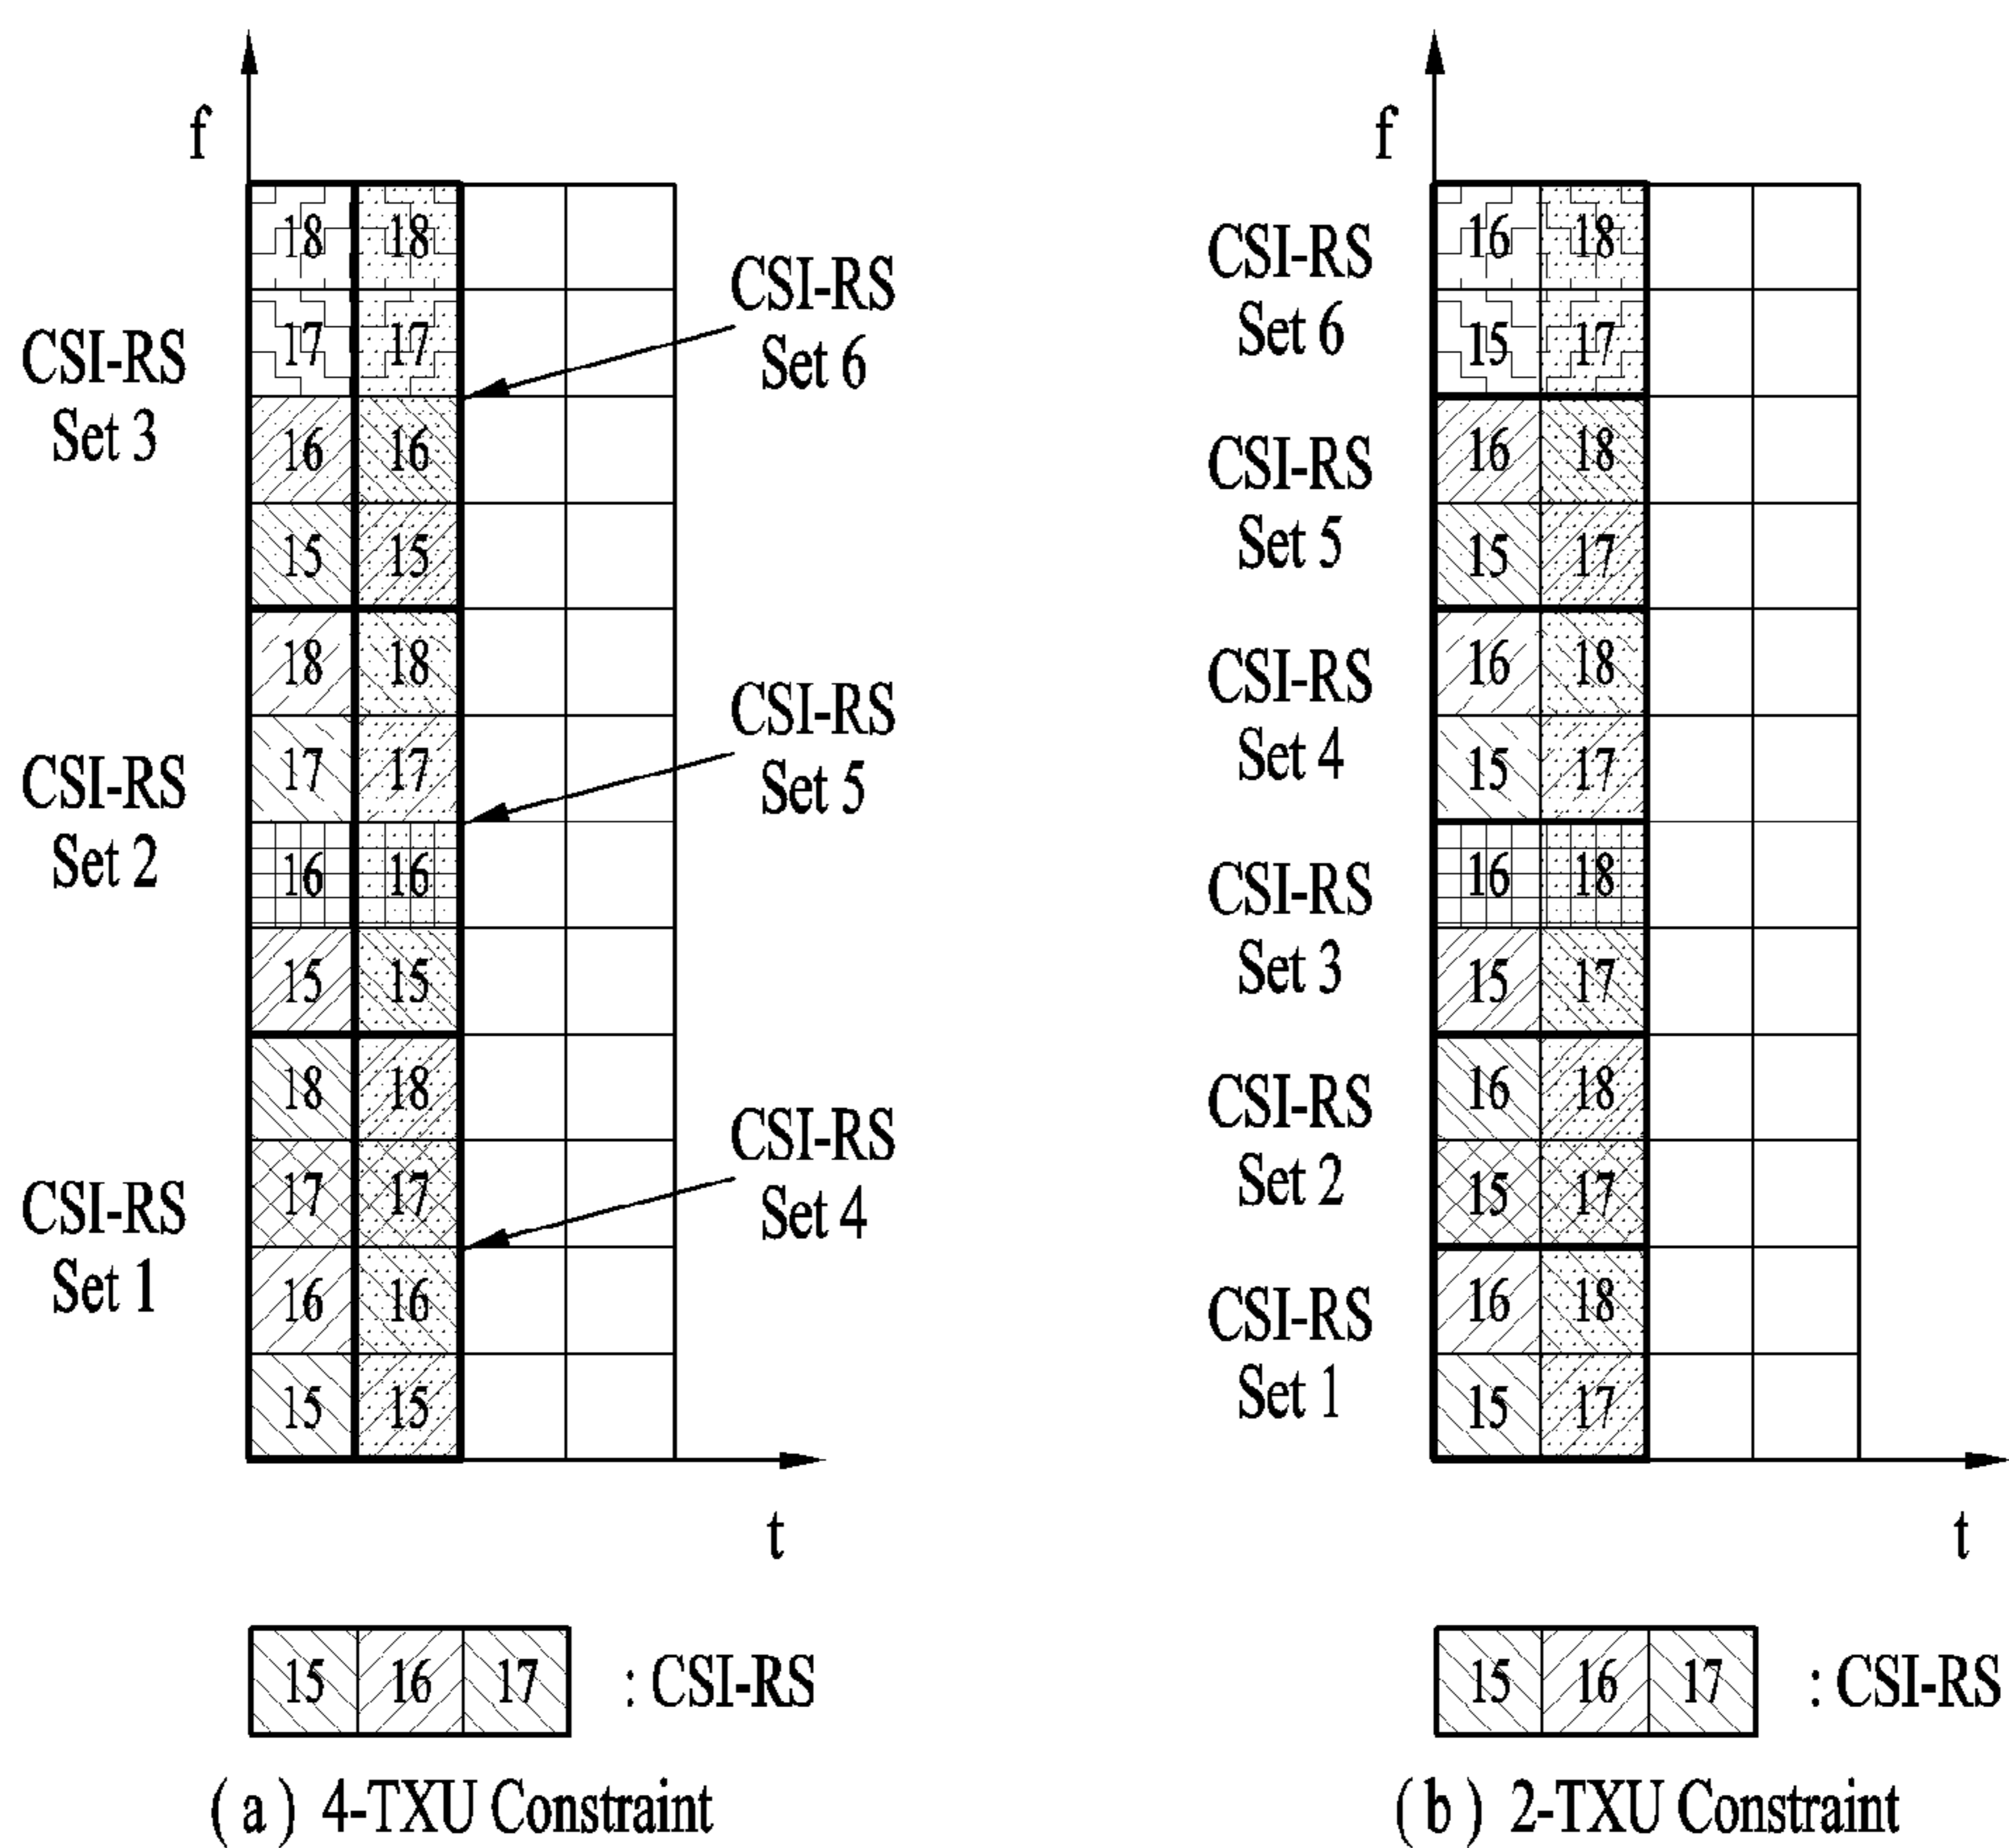 f
18 18
17 17
16 16
15 15
18 18
17 17
16 16
15 15
18 18
17 17
16 16
15 15
CSI-RS
Set 3
CSI-RS
Set 2
CSI-RS
Set 1
CSI-RS
Set 6
CSI-RS
Set 5
CSI-RS
Set 4
t
15 16 17 : CSI-RS
( a ) 4-TXU Constraint
f
CSI-RS
Set 6
CSI-RS
Set 5
CSI-RS
Set 4
CSI-RS
Set 3
CSI-RS
Set 2
CSI-RS
Set 1
16 18
15 17
16 18
15 17
16 18
15 17
16 18
15 17
16 18
15 17
16 18
15 17
t
15 16 17 : CSI-RS
( b ) 2-TXU Constraint